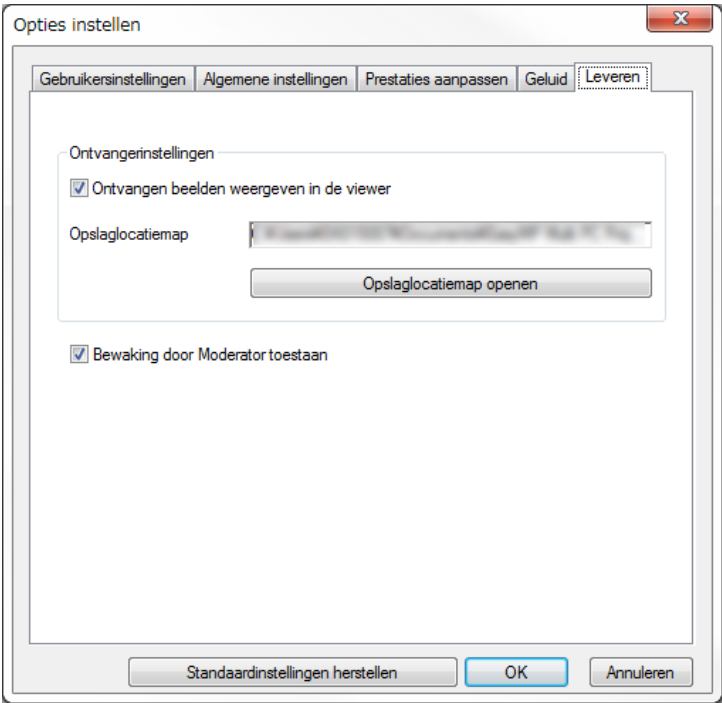 Opties instellen
Gebruikersinstellingen Algemene instellingen Prestaties aanpassen Geluid Leveren
Ontvangerinstellingen
Ontvangen beelden weergeven in de viewer
Opslaglocatiemap
Opslaglocatiemap openen
Bewaking door Moderator toestaan
Standaardinstellingen herstellen OK Annuleren